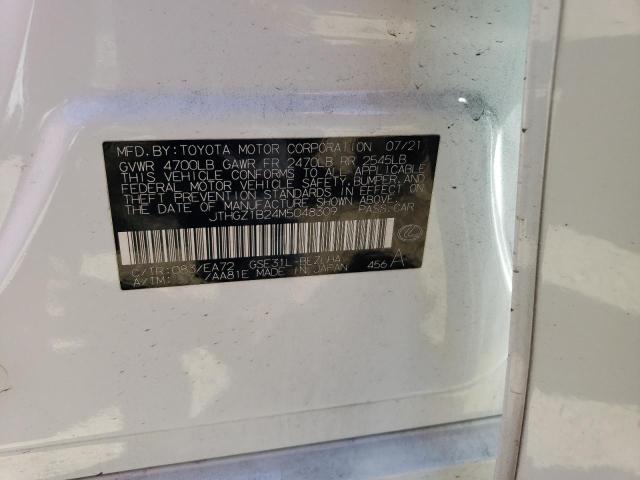 MFD.BY:TOYOTA MOTOR CORPORATION 07/21
GVWR 4700LB GAWR FR 2470LB RR 2545LB
THIS VEHICLE CONFORMS TO ALL APPLICABLE
FEDERAL MOTOR VEHICLE SAFETY,BUMPER,AND
THEFT PREVENTION STANDARDS IN EFFECT ON
THE DATE OF MANUFACTURE SHOWN ABOVE.
JTHGZ1B24M5048309 PASS.CAR
C/TR:083/EA72 GSE31L-BEZLHA
A/TM: /AA81E MADE IN JAPAN 456 A